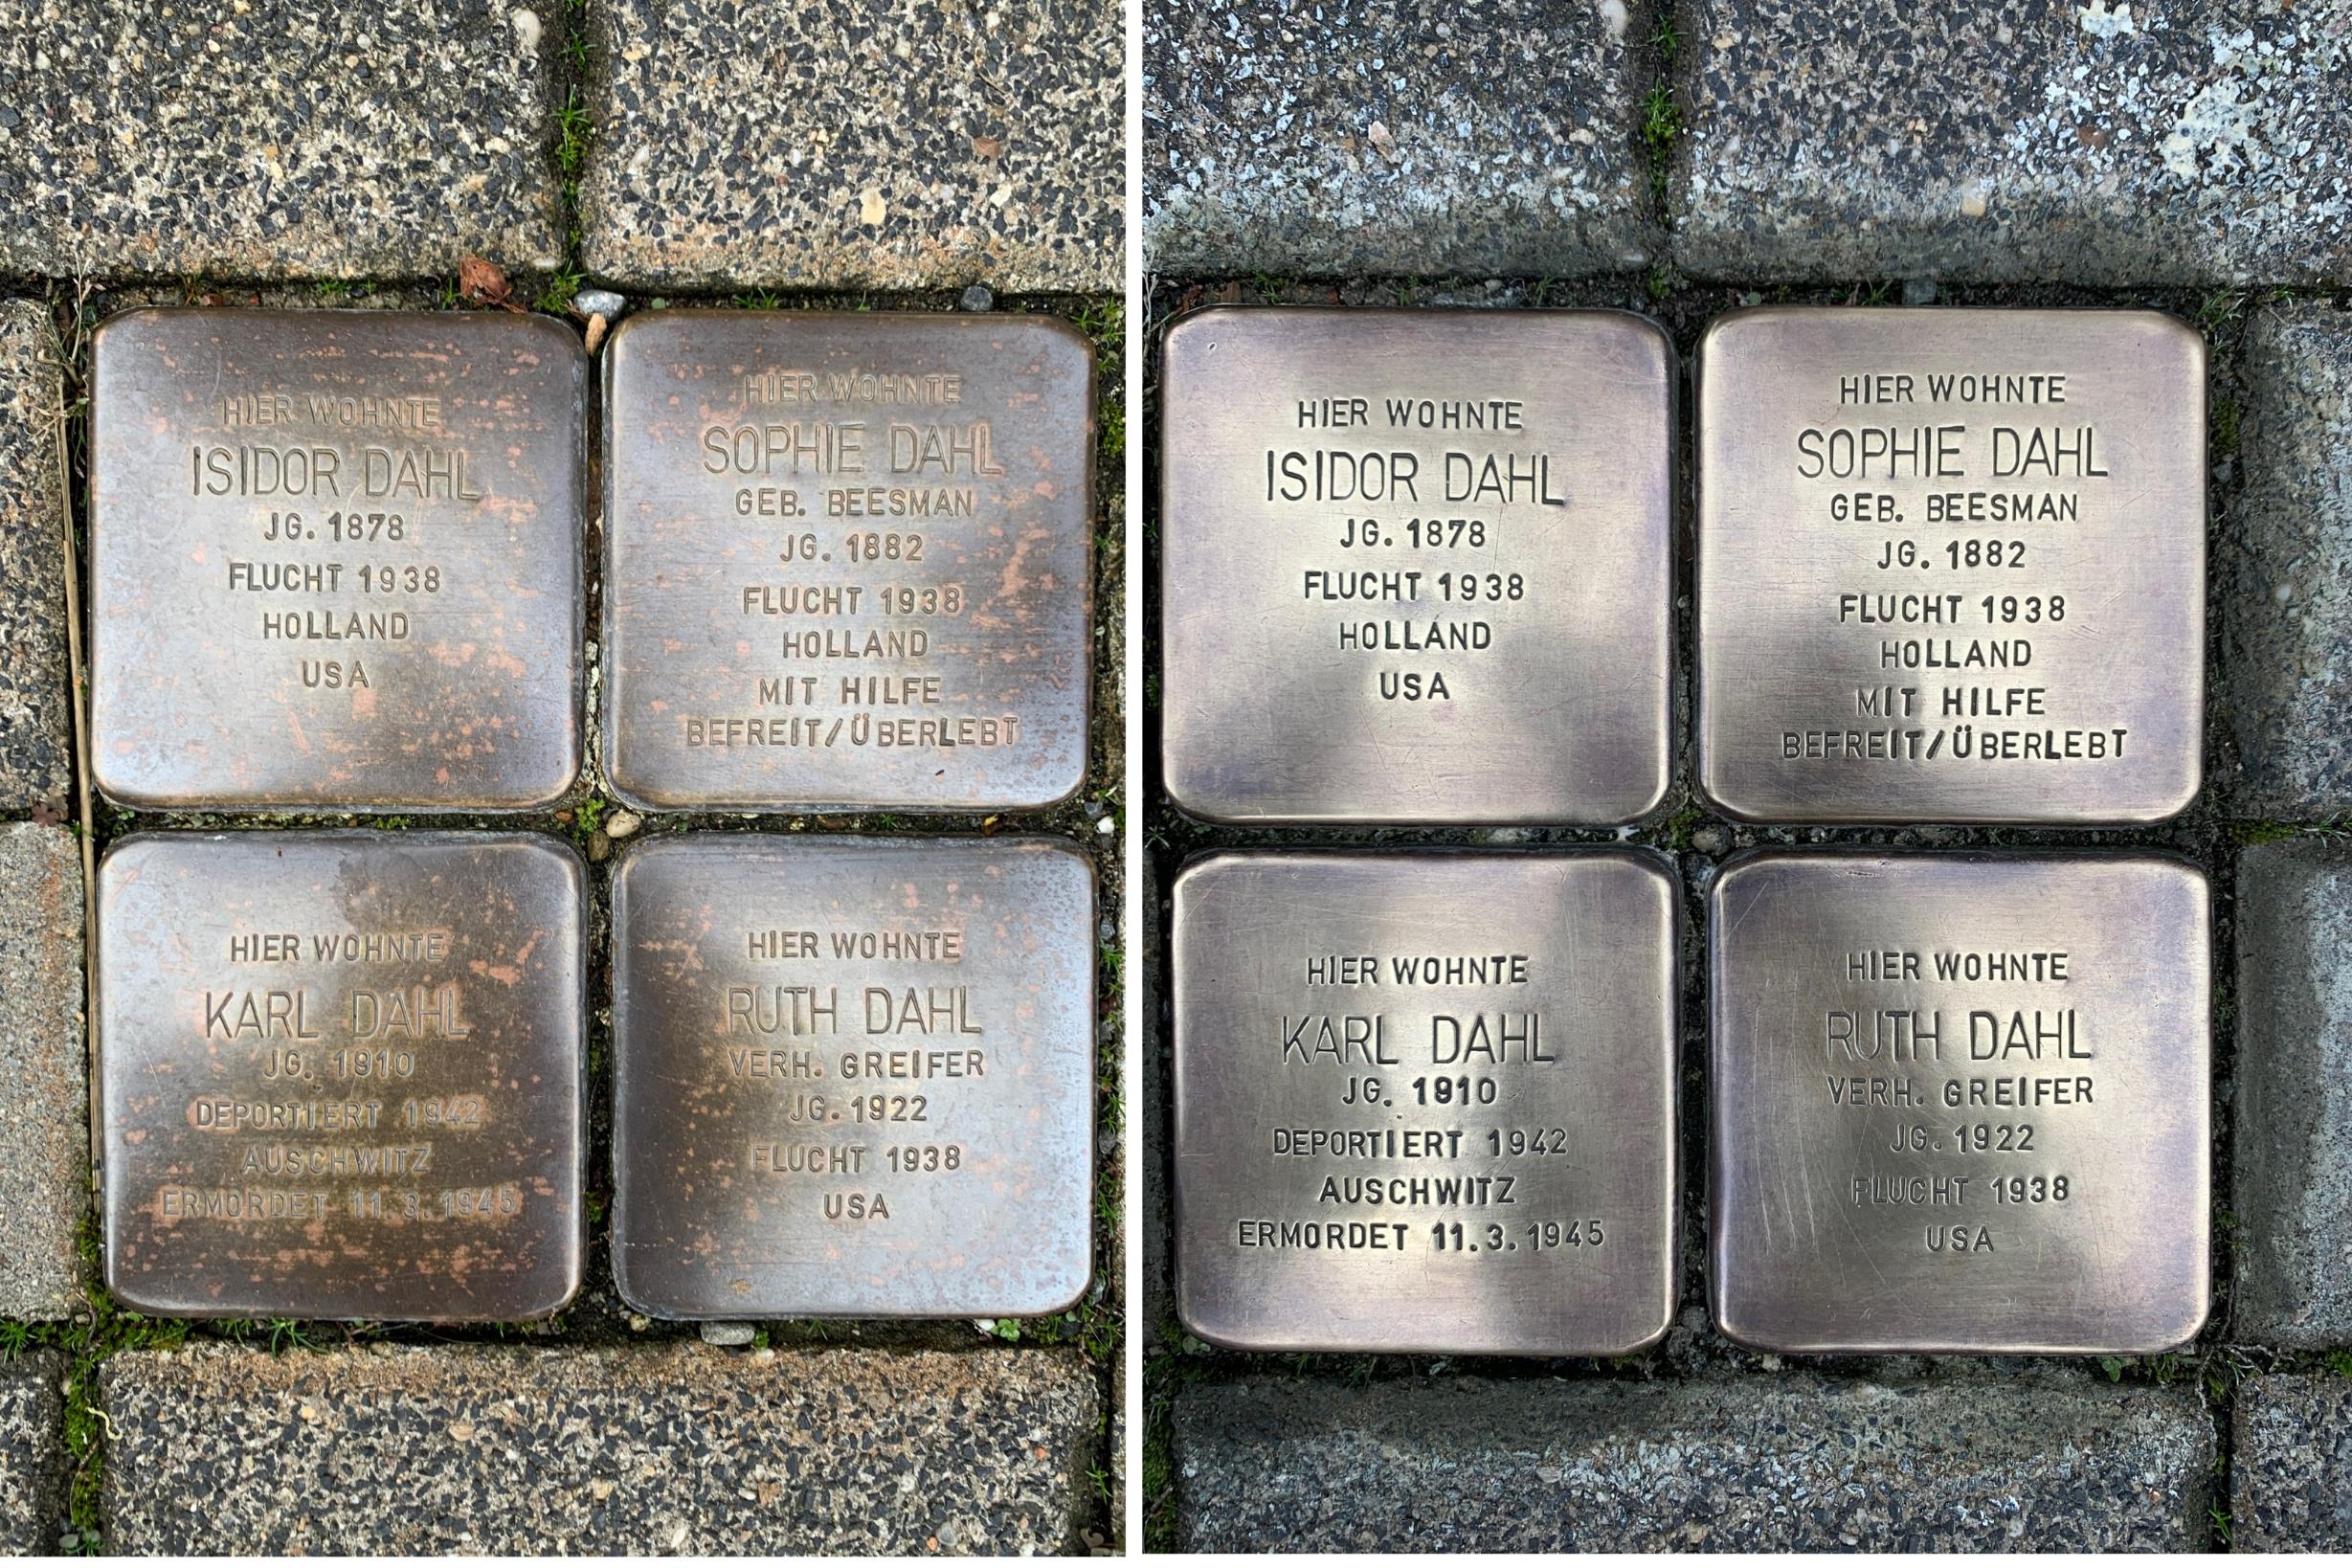 HIER WOHNTE
ISIDOR DAHL
JG. 1878
FLUCHT 1938
HOLLAND
USA
HIER WOHNTE
SOPHIE DAHL
GEB. BEESMAN
JG. 1882
FLUCHT 1938
HOLLAND
MIT HILFE
BEFREIT/ÜBERLEBT
HIER WOHNTE
KARL DAHL
JG. 1910
DEPORTIERT 1942
AUSCHWITZ
ERMORDET 11.3.1945
HIER WOHNTE
RUTH DAHL
VERH. GREIFER
JG. 1922
FLUCHT 1938
USA
HIER WOHNTE
ISIDOR DAHL
JG. 1878
FLUCHT 1938
HOLLAND
USA
HIER WOHNTE
SOPHIE DAHL
GEB. BEESMAN
JG. 1882
FLUCHT 1938
HOLLAND
MIT HILFE
BEFREIT/ÜBERLEBT
HIER WOHNTE
KARL DAHL
JG. 1910
DEPORTIERT 1942
AUSCHWITZ
ERMORDET 11.3.1945
HIER WOHNTE
RUTH DAHL
VERH. GREIFER
JG. 1922
FLUCHT 1938
USA